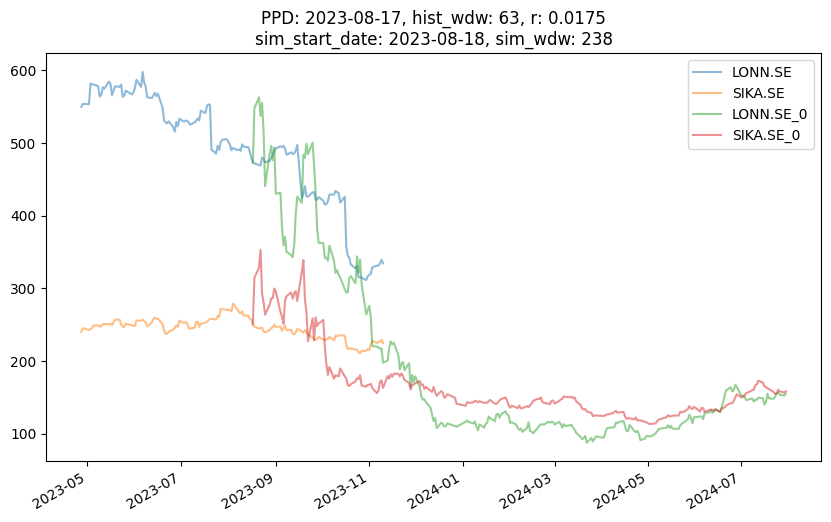 PPD: 2023-08-17, hist_wdw: 63, r: 0.0175
sim_start_date: 2023-08-18, sim_wdw: 238
LONN.SE
SIKA.SE
LONN.SE_0
SIKA.SE_0
600
500
400
300
200
100
2023-05
2023-07
2023-09
2023-11
2024-01
2024-03
2024-05
2024-07